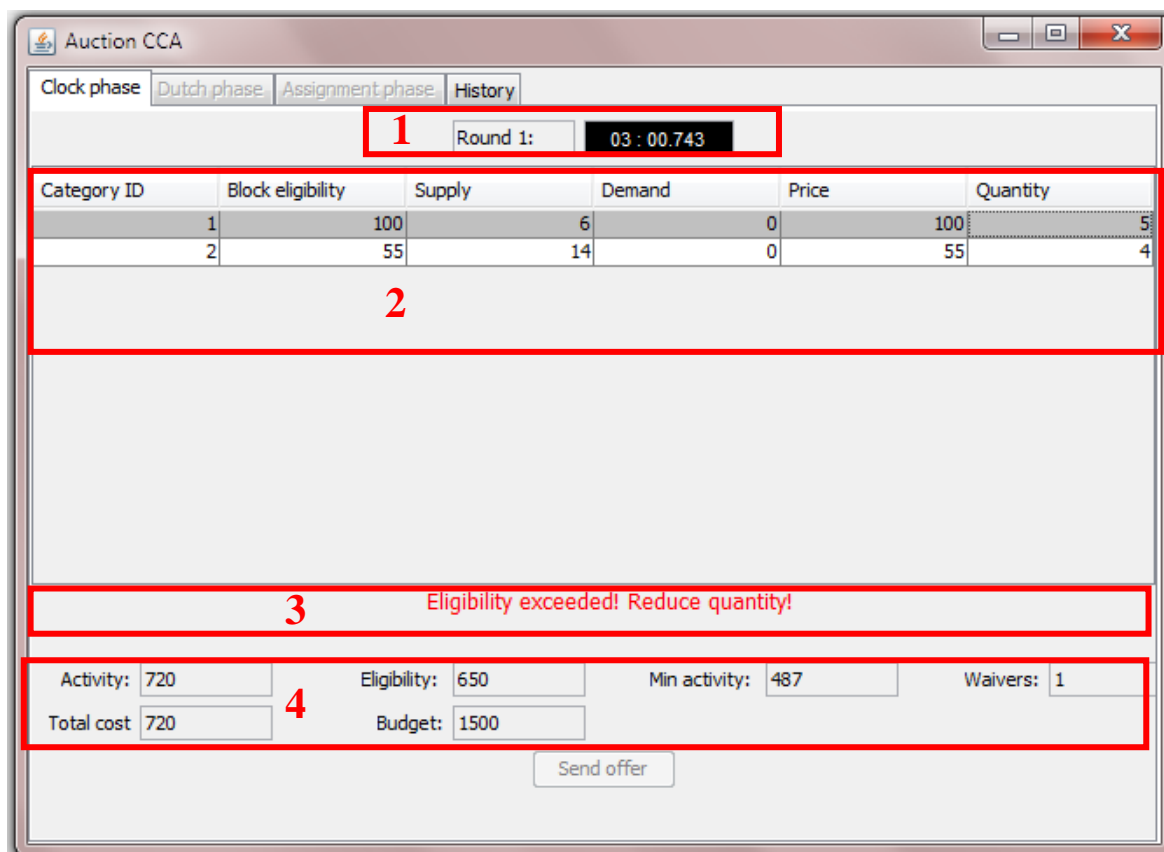 Auction CCA
Clock phase Dutch phase Assignment phase History
1 Round 1: 03 : 00.743
Category ID Block eligibility Supply Demand Price Quantity
1 100 6 0 100 5
2 55 14 0 55 4
2
3 Eligibility exceeded! Reduce quantity!
Activity: 720 Eligibility: 650 Min activity: 487 Waivers: 1
4
Total cost 720 Budget: 1500
Send offer